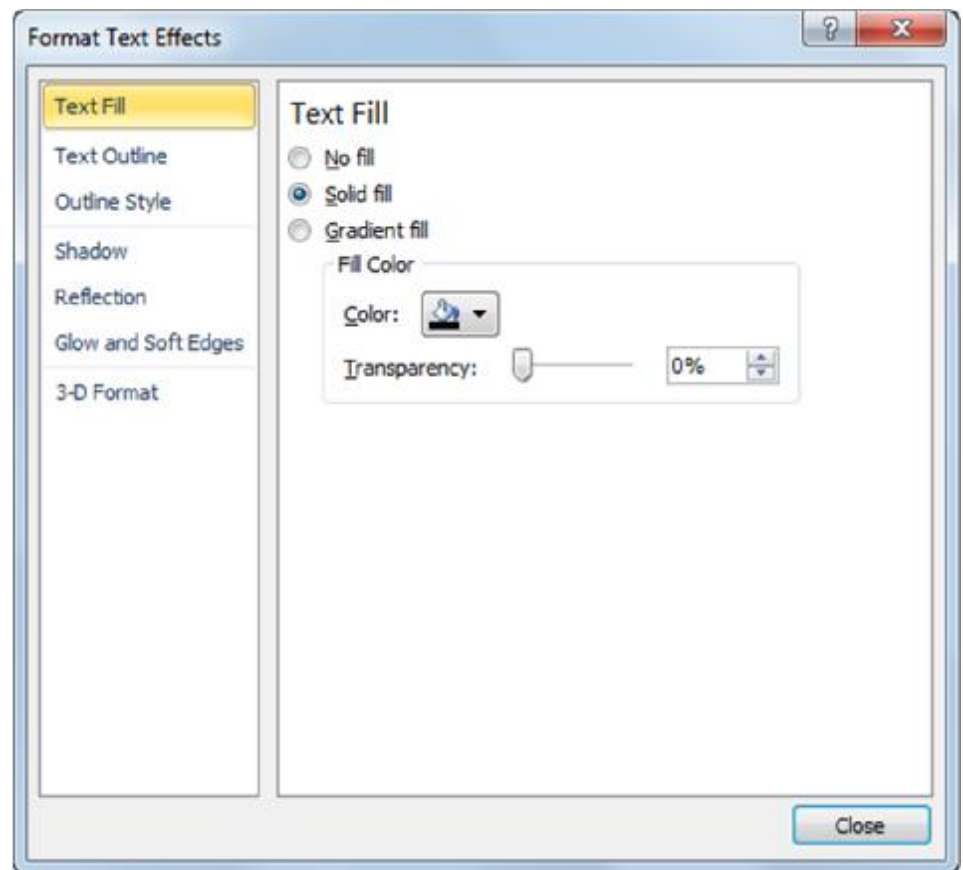 Format Text Effects
Text Fill
Text Outline
Outline Style
Shadow
Reflection
Glow and Soft Edges
3-D Format
Text Fill
No fill
Solid fill
Gradient fill
Fill Color
Color:
Transparency: 0%
Close